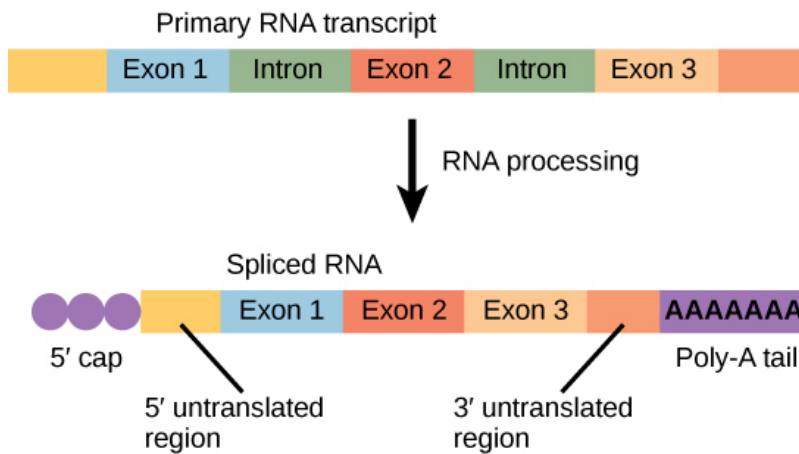 Primary RNA transcript
Exon 1 Intron Exon 2 Intron Exon 3
RNA processing
Spliced RNA
Exon 1 Exon 2 Exon 3 AAAAAAA
5′ cap Poly-A tail
5′ untranslated region
3′ untranslated region